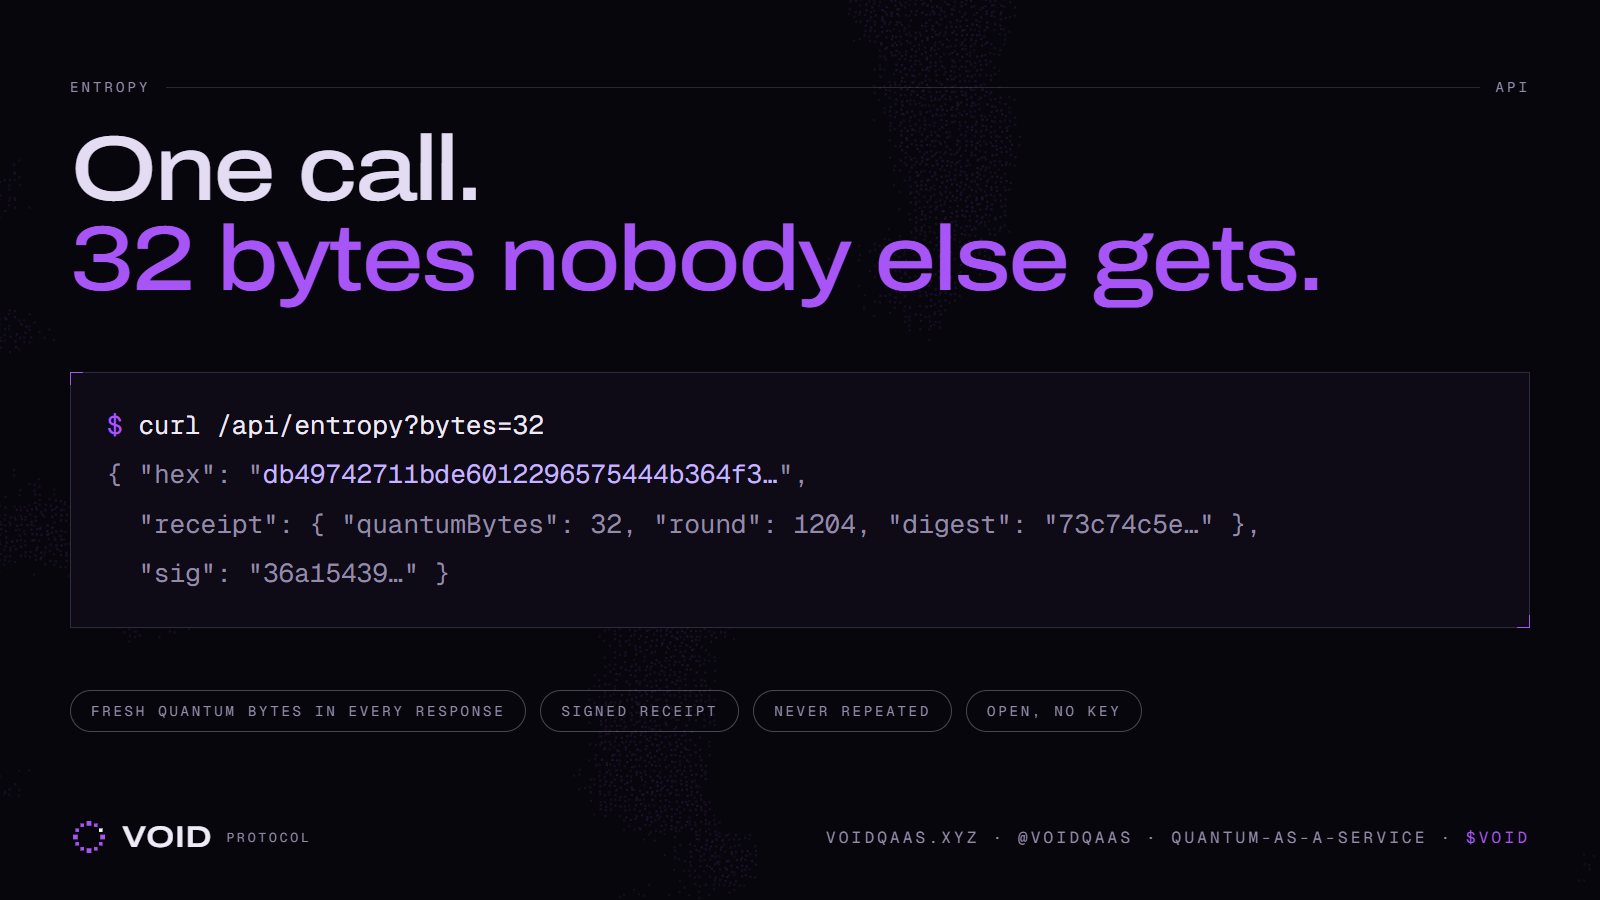 ENTROPY
API
One call.
32 bytes nobody else gets.
$ curl /api/entropy?bytes=32
{ "hex": "db49742711bde6012296575444b364f3…",
"receipt": { "quantumBytes": 32, "round": 1204, "digest": "73c74c5e…" },
"sig": "36a15439…" }
FRESH QUANTUM BYTES IN EVERY RESPONSE
SIGNED RECEIPT
NEVER REPEATED
OPEN, NO KEY
VOID PROTOCOL
VOIDQAAS.XYZ · @VOIDQAAS · QUANTUM-AS-A-SERVICE · $VOID